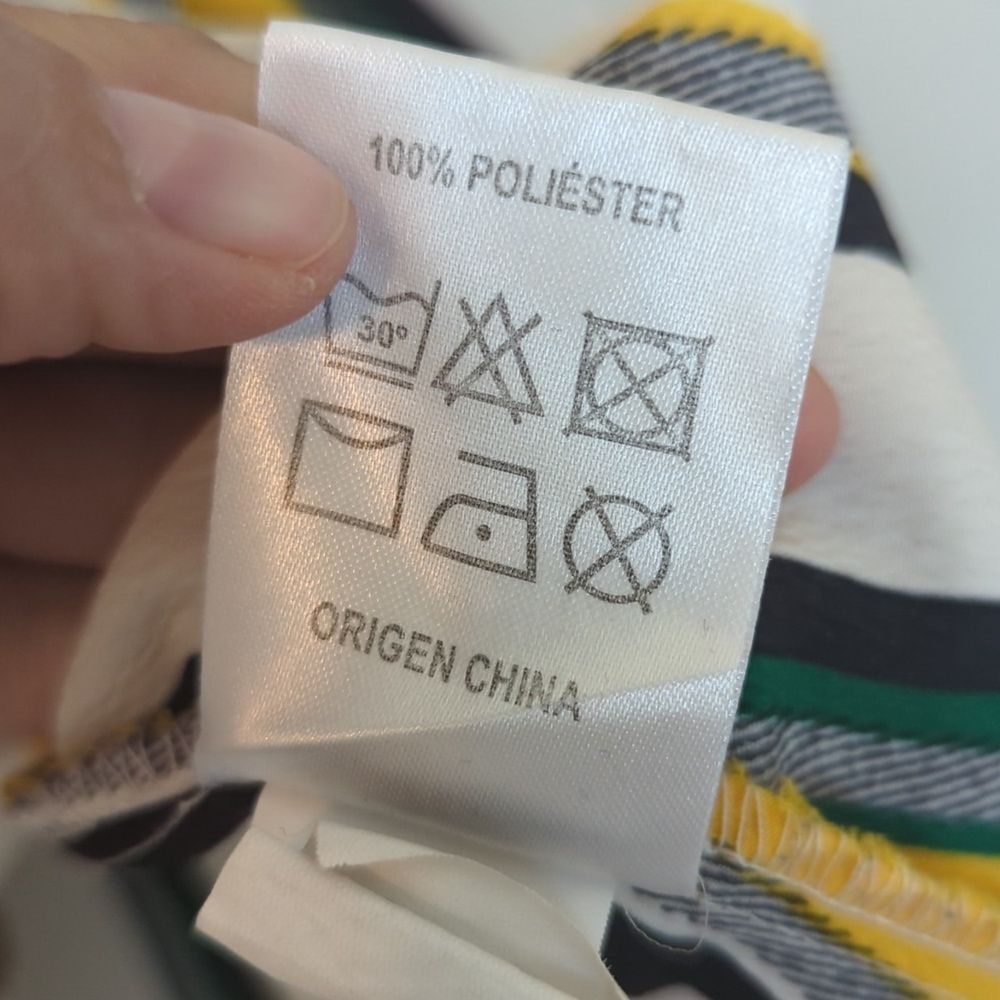 100% POLIÉSTER
30°
ORIGEN CHINA